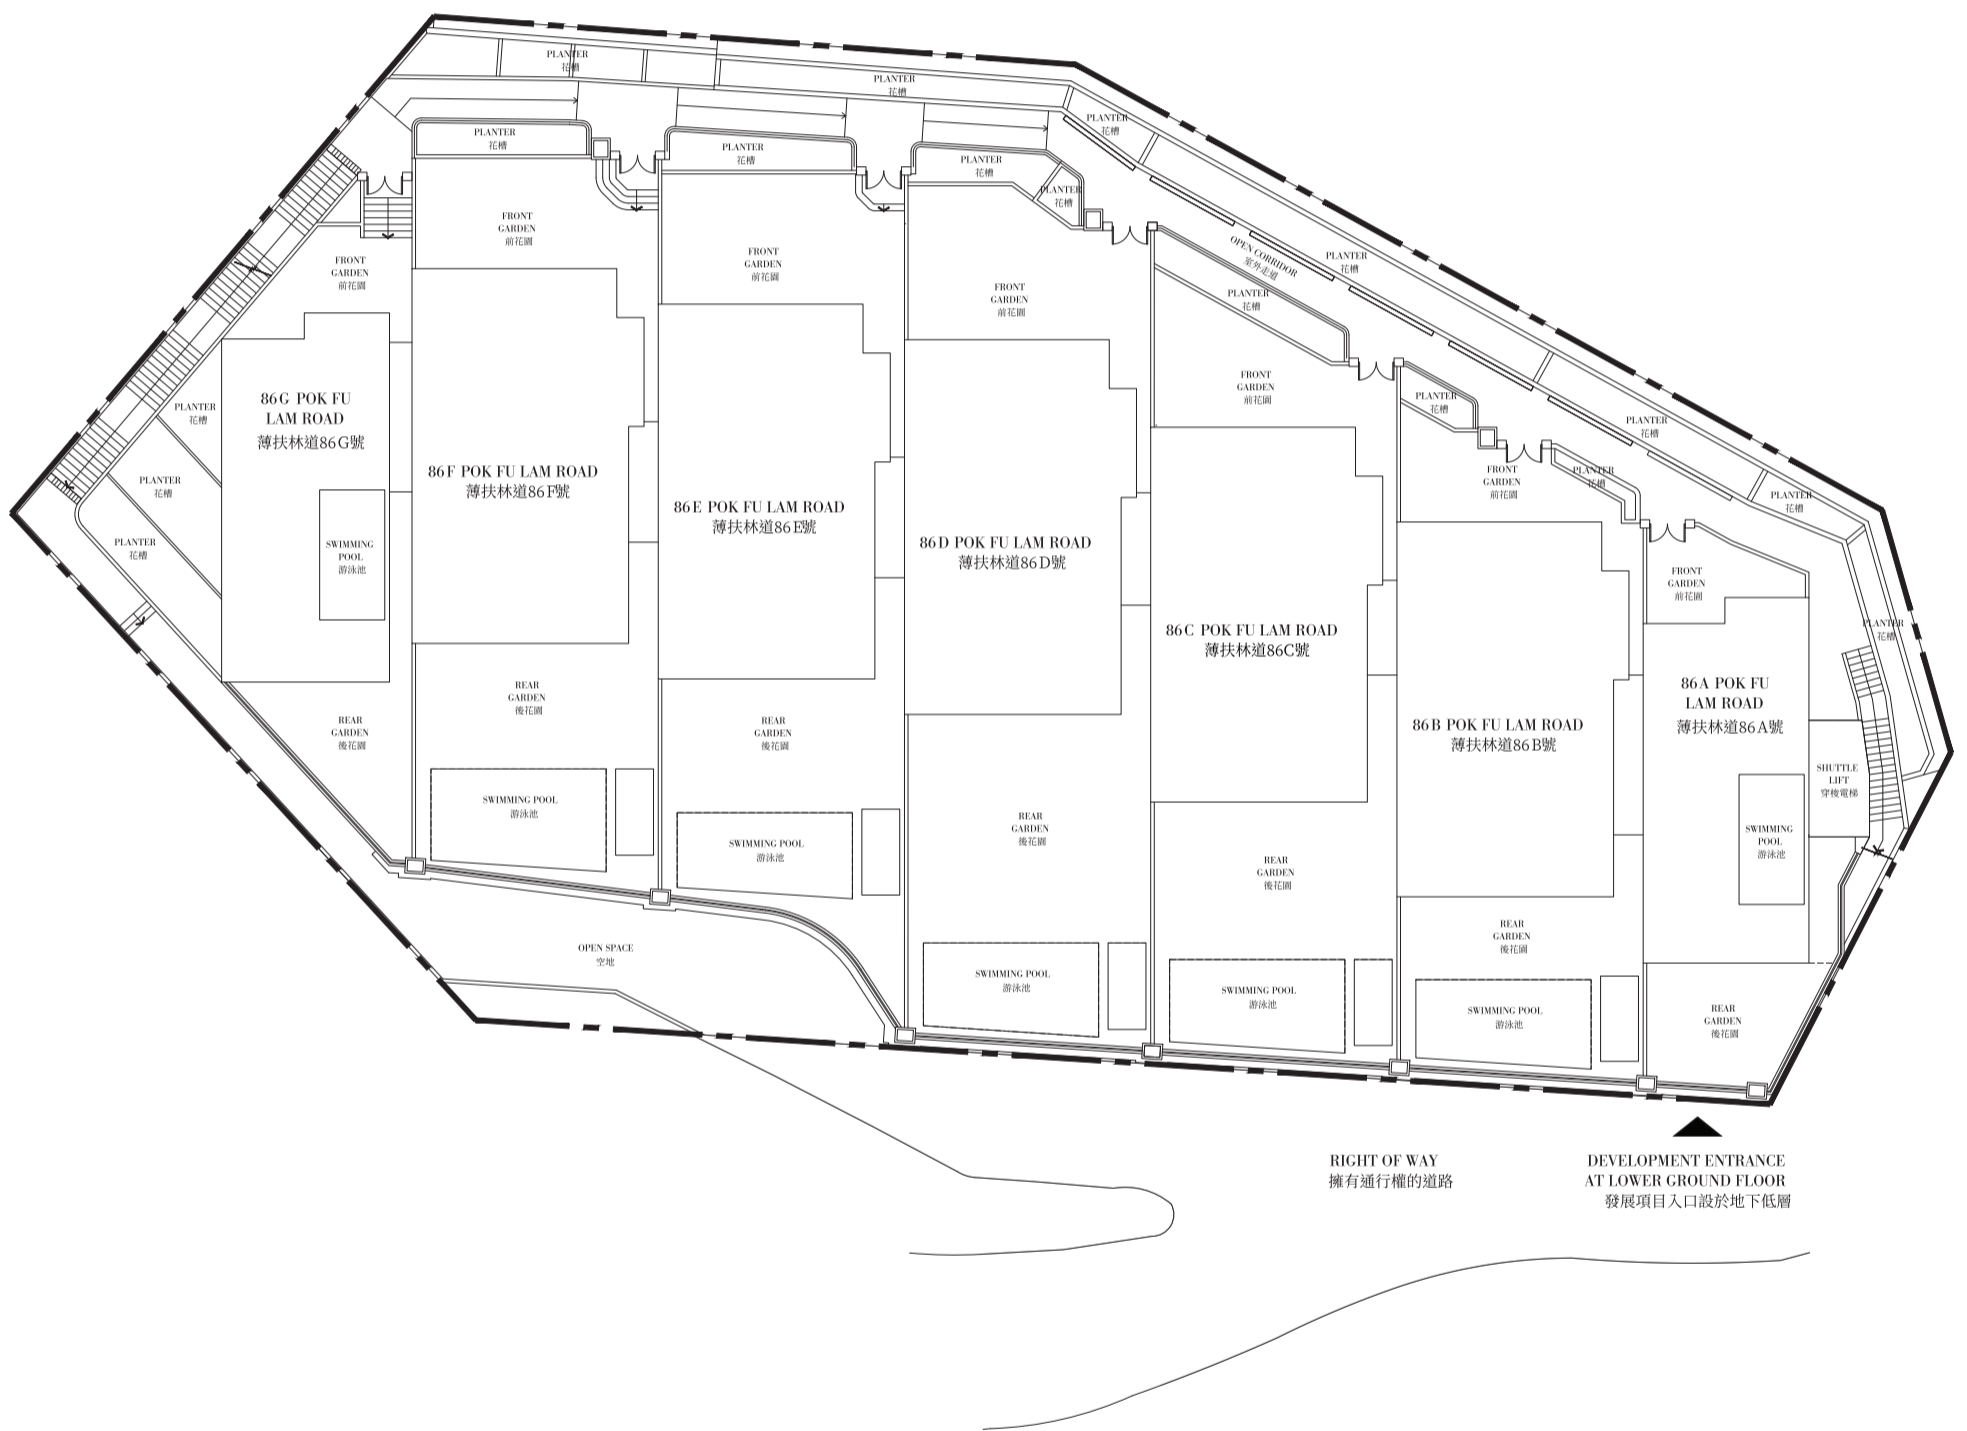 PLANTER
花槽
PLANTER
花槽
PLANTER
花槽
PLANTER
花槽
PLANTER
花槽
PLANTER
花槽
PLANTER
花槽
FRONT
GARDEN
前花園
FRONT
GARDEN
前花園
FRONT
GARDEN
前花園
FRONT
GARDEN
前花園
OPEN CORRIDOR
室外走道
PLANTER
花槽
PLANTER
花槽
FRONT
GARDEN
前花園
PLANTER
花槽
PLANTER
花槽
FRONT
GARDEN
前花園
PLANTER
花槽
PLANTER
花槽
FRONT
GARDEN
前花園
PLANTER
花槽
PLANTER
花槽
PLANTER
花槽
PLANTER
花槽
86G POK FU
LAM ROAD
薄扶林道86G號
SWIMMING
POOL
游泳池
86F POK FU LAM ROAD
薄扶林道86F號
86E POK FU LAM ROAD
薄扶林道86E號
86D POK FU LAM ROAD
薄扶林道86D號
86C POK FU LAM ROAD
薄扶林道86C號
86B POK FU LAM ROAD
薄扶林道86B號
86A POK FU
LAM ROAD
薄扶林道86A號
SHUTTLE
LIFT
穿梭電梯
SWIMMING
POOL
游泳池
REAR
GARDEN
後花園
REAR
GARDEN
後花園
REAR
GARDEN
後花園
REAR
GARDEN
後花園
REAR
GARDEN
後花園
REAR
GARDEN
後花園
REAR
GARDEN
後花園
SWIMMING POOL
游泳池
SWIMMING POOL
游泳池
SWIMMING POOL
游泳池
SWIMMING POOL
游泳池
SWIMMING POOL
游泳池
OPEN SPACE
空地
RIGHT OF WAY
擁有通行權的道路
DEVELOPMENT ENTRANCE
AT LOWER GROUND FLOOR
發展項目入口設於地下低層